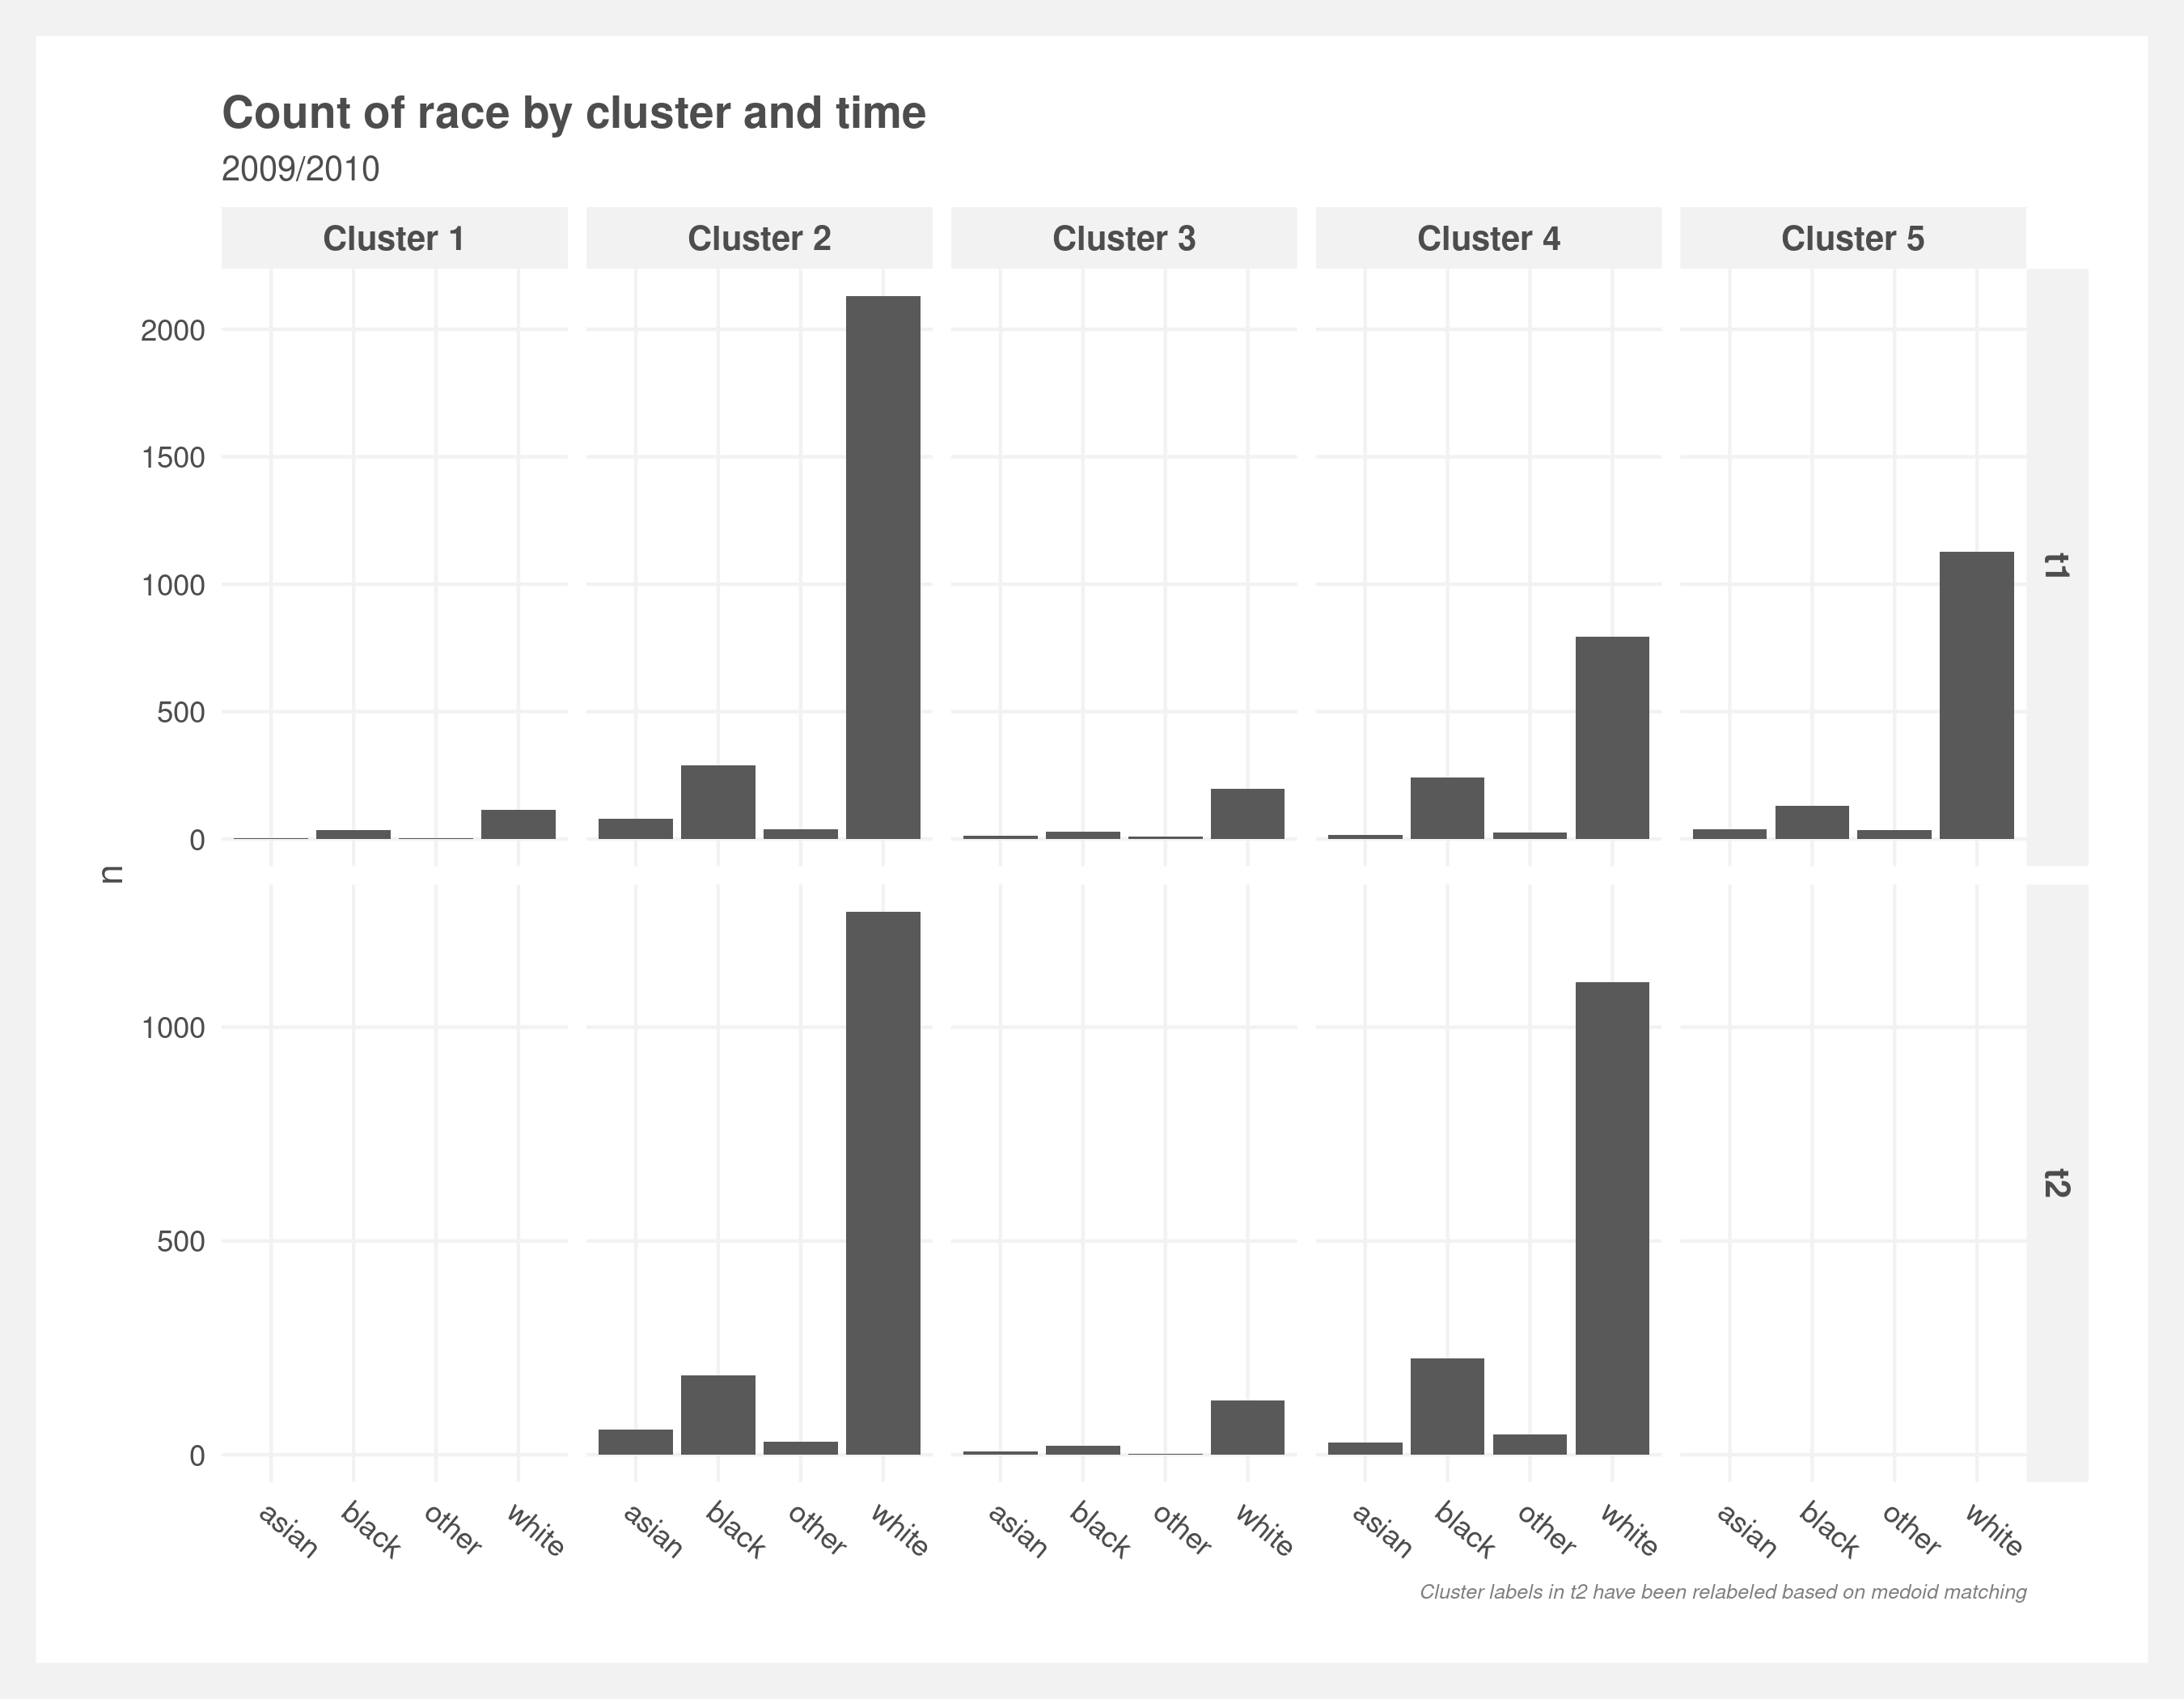 Count of race by cluster and time
2009/2010
Cluster 1 Cluster 2 Cluster 3 Cluster 4 Cluster 5
2000
1500
1000
500
0
t1
n
1000
500
0
t2
asian black other white asian black other white asian black other white asian black other white asian black other white
Cluster labels in t2 have been relabeled based on medoid matching